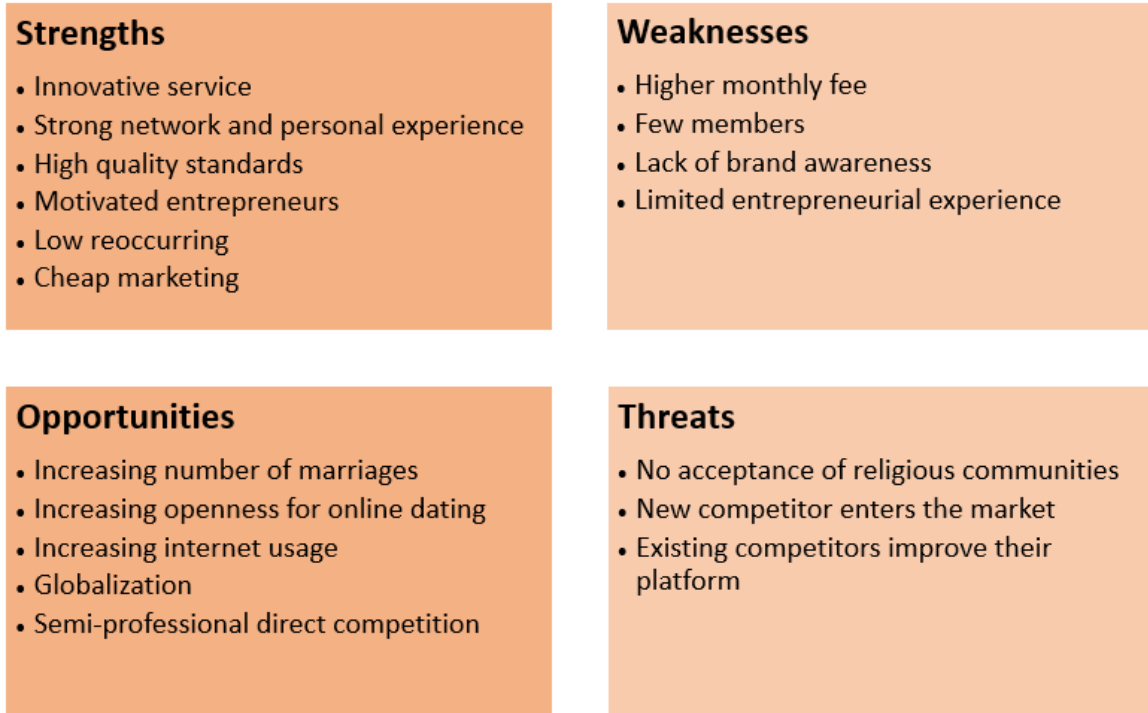 Strengths
• Innovative service
• Strong network and personal experience
• High quality standards
• Motivated entrepreneurs
• Low reoccurring
• Cheap marketing
Weaknesses
• Higher monthly fee
• Few members
• Lack of brand awareness
• Limited entrepreneurial experience
Opportunities
• Increasing number of marriages
• Increasing openness for online dating
• Increasing internet usage
• Globalization
• Semi-professional direct competition
Threats
• No acceptance of religious communities
• New competitor enters the market
• Existing competitors improve their
platform